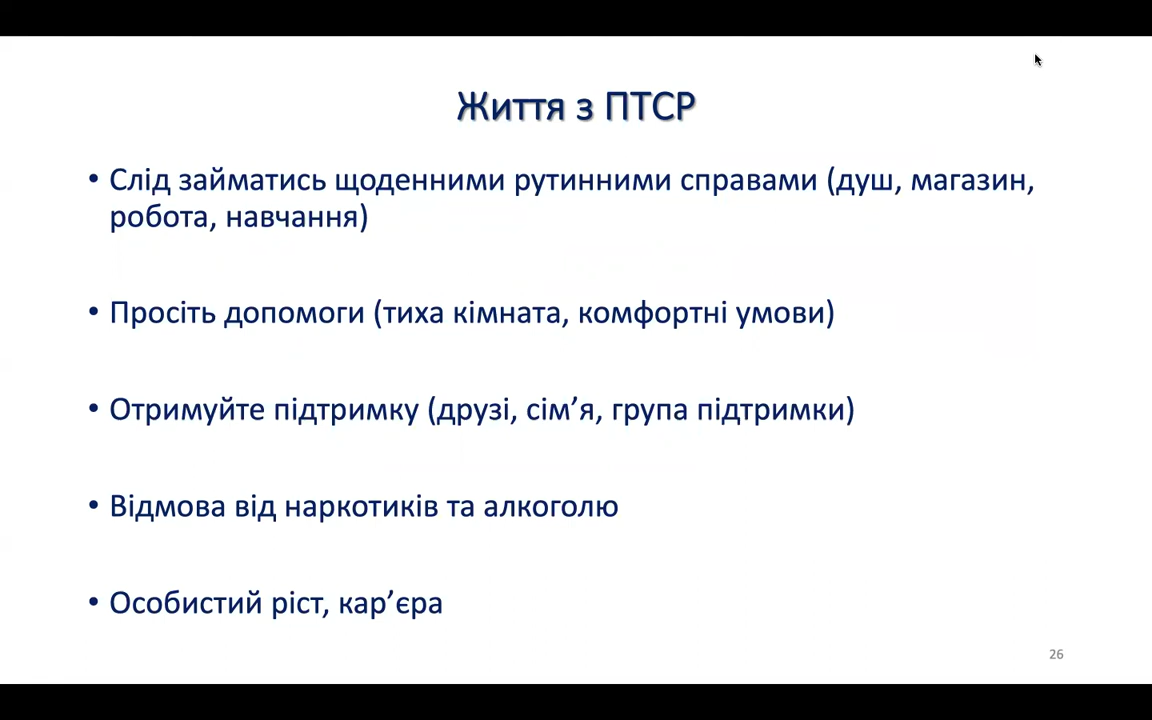 Життя з ПТСР
• Слід займатись щоденними рутинними справами (душ, магазин,
робота, навчання)
• Просіть допомоги (тиха кімната, комфортні умови)
• Отримуйте підтримку (друзі, сім’я, група підтримки)
• Відмова від наркотиків та алкоголю
• Особистий ріст, кар’єра
26